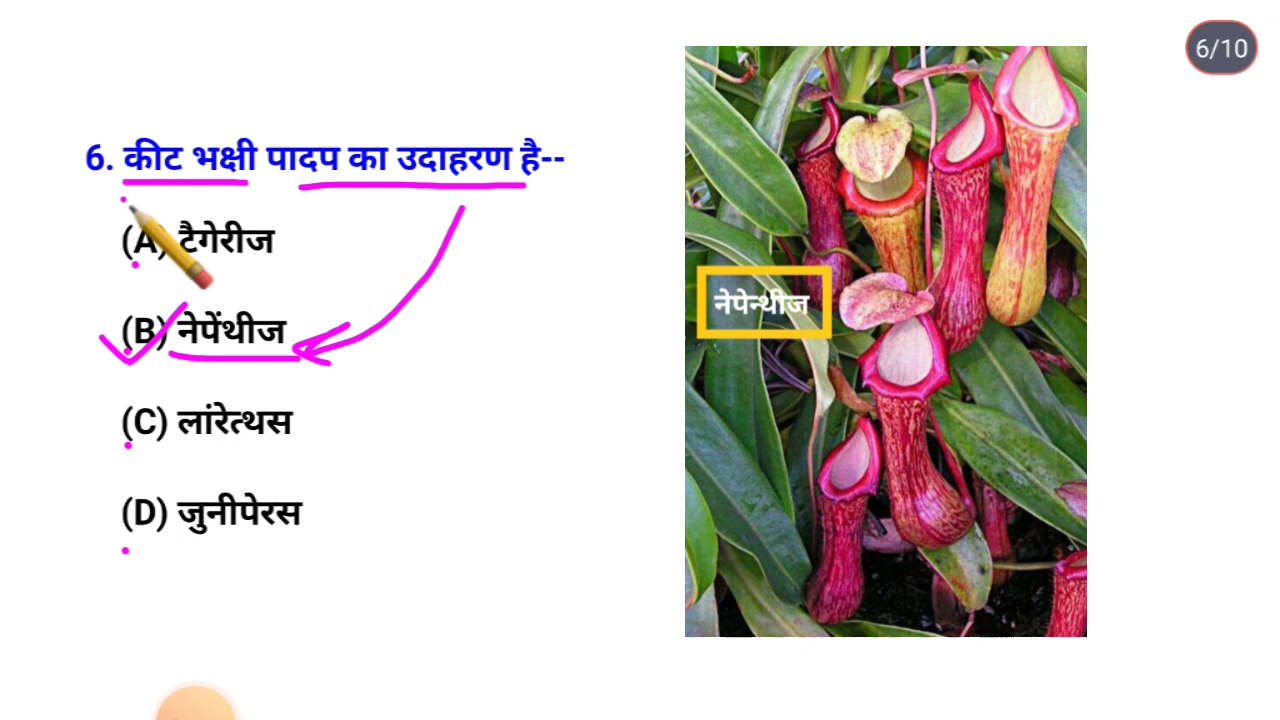 6/10
6. कीट भक्षी पादप का उदाहरण है--
(A) टैगेरीज
(B) नेपेंथीज
नेपेन्थीज
(C) लांरेत्थस
(D) जुनीपेरस